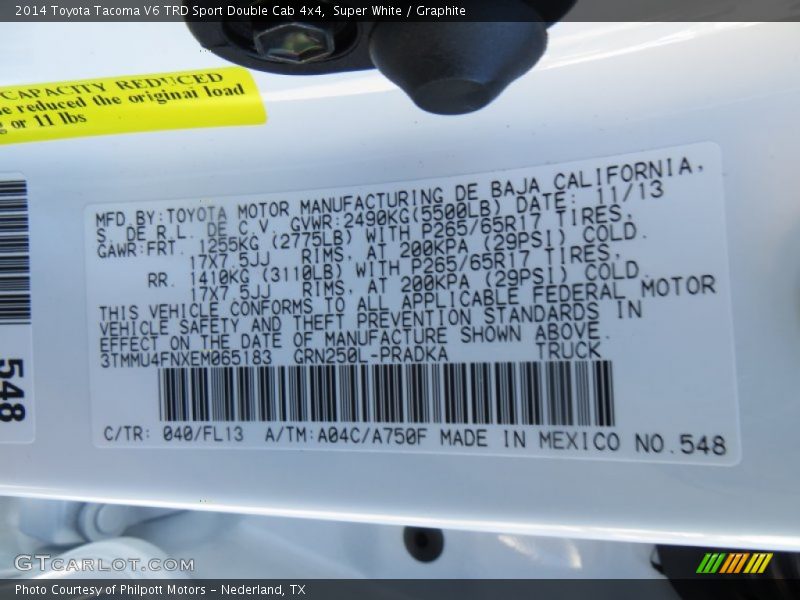 2014 Toyota Tacoma V6 TRD Sport Double Cab 4x4, Super White / Graphite
CAPACITY REDUCED
reduced the original load
or 11 lbs
MFD BY:TOYOTA MOTOR MANUFACTURING DE BAJA CALIFORNIA,
S. DE R.L. DE C.V. GVWR:2490KG(5500LB) DATE: 11/13
GAWR:FRT. 1255KG (2775LB) WITH P265/65R17 TIRES,
17X7.5JJ RIMS, AT 200KPA (29PSI) COLD.
RR. 1410KG (3110LB) WITH P265/65R17 TIRES,
17X7.5JJ RIMS, AT 200KPA (29PSI) COLD.
THIS VEHICLE CONFORMS TO ALL APPLICABLE FEDERAL MOTOR
VEHICLE SAFETY AND THEFT PREVENTION STANDARDS IN
EFFECT ON THE DATE OF MANUFACTURE SHOWN ABOVE.
3TMMU4FNXEM065183 GRN250L-PRADKA TRUCK
C/TR: 040/FL13 A/TM:A04C/A750F MADE IN MEXICO NO.548
548
GTCARLOT.COM
Photo Courtesy of Philpott Motors - Nederland, TX